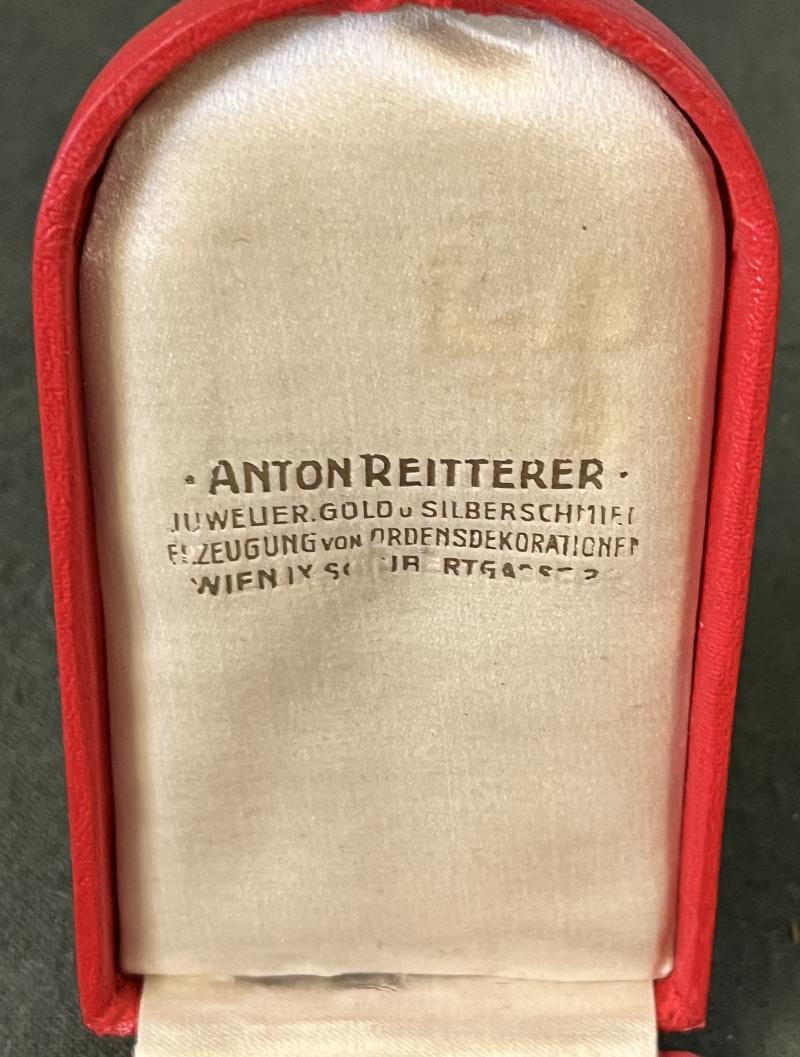 · ANTON REITTERER ·
JUWELIER. GOLD u SILBERSCHMIED
ERZEUGUNG VON ORDENSDEKORATIONEN
WIEN IX